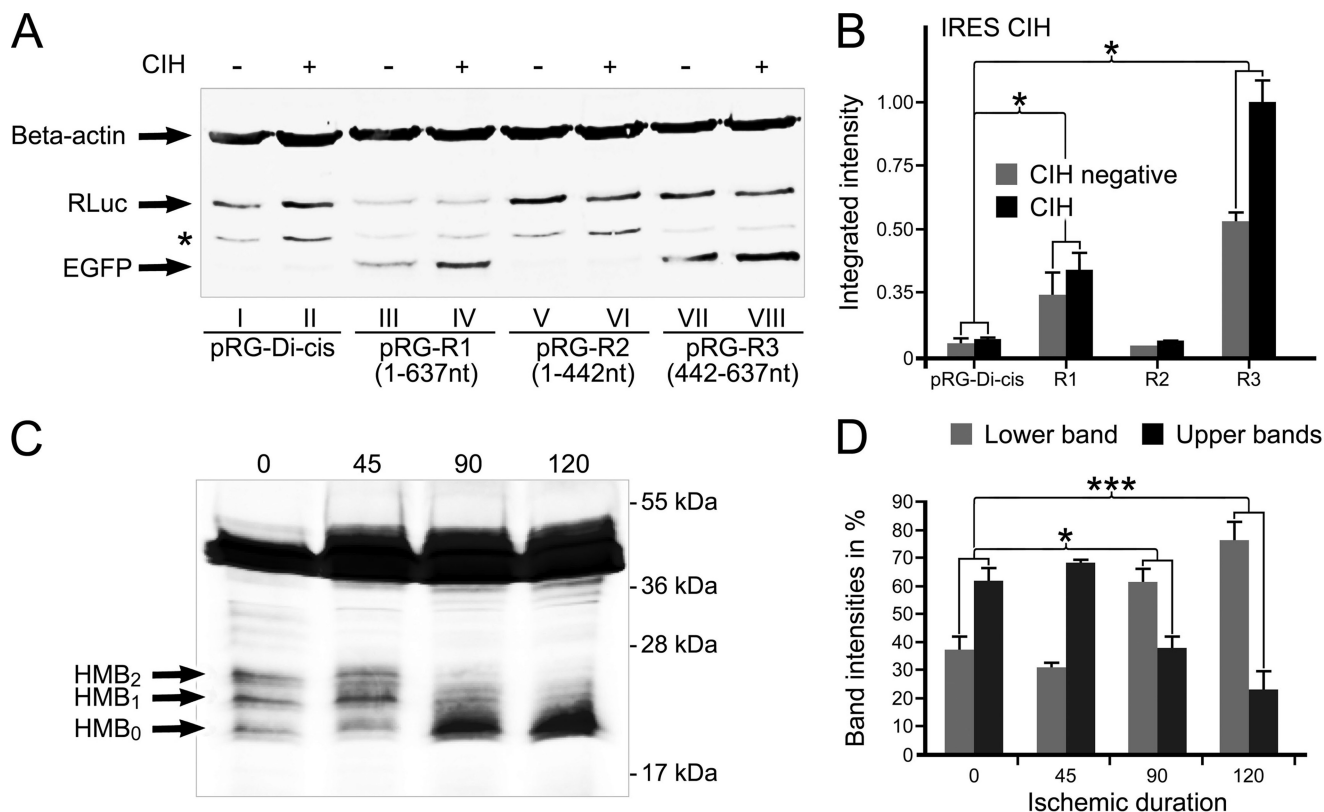 A
CIH - + - + - + - +
Beta-actin
RLuc
*
EGFP
I II III IV V VI VII VIII
pRG-Di-cis pRG-R1 pRG-R2 pRG-R3
(1-637nt) (1-442nt) (442-637nt)
B
IRES CIH
*
*
CIH negative
CIH
Integrated intensity
1.00
0.75
0.50
0.35
0
pRG-Di-cis R1 R2 R3
C
0 45 90 120
- 55 kDa
- 36 kDa
- 28 kDa
HMB2
HMB1
HMB0
- 17 kDa
D
Lower band Upper bands
***
*
Band intensities in %
90
80
70
60
50
40
30
20
10
0
0 45 90 120
Ischemic duration